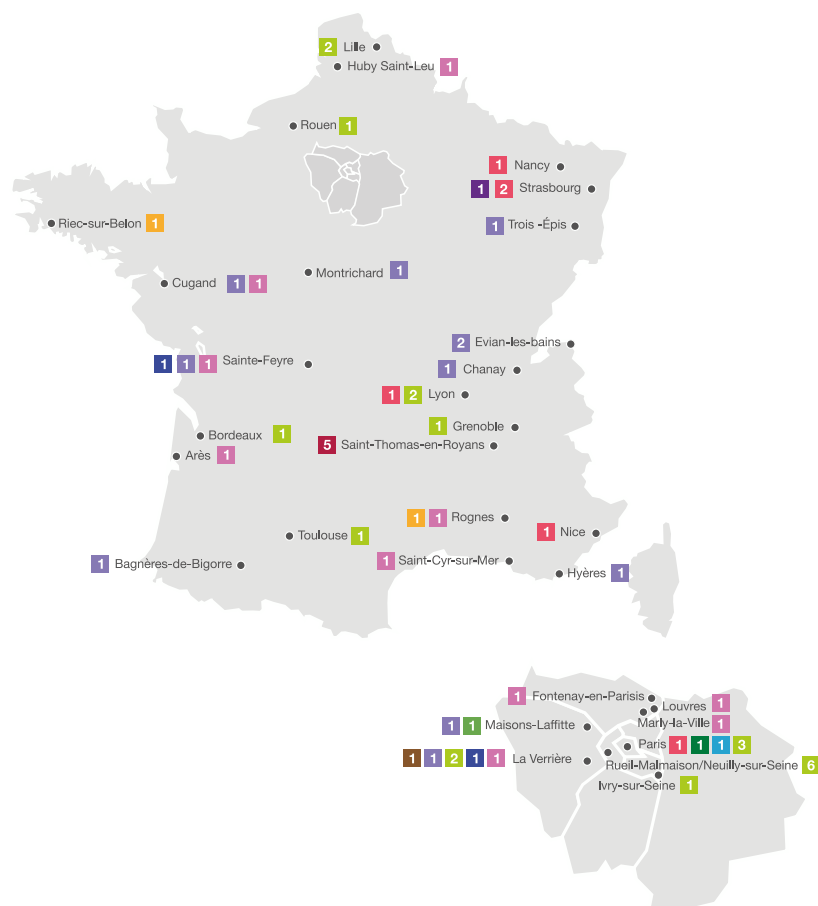 2 Lille
Huby Saint-Leu 1
Rouen 1
1 Nancy
1 2 Strasbourg
Riec-sur-Belon 1
1 Trois -Épis
Montrichard 1
Cugand 1 1
2 Evian-les-bains
1 1 1 Sainte-Feyre
1 Chanay
1 2 Lyon
1 Grenoble
Bordeaux 1
5 Saint-Thomas-en-Royans
Arès 1
1 1 Rognes
1 Nice
Toulouse 1
1 Saint-Cyr-sur-Mer
1 Bagnères-de-Bigorre
Hyères 1
1 Fontenay-en-Parisis
Louvres 1
Marly-la-Ville 1
1 1 Maisons-Laffitte
Paris 1 1 1 3
1 1 2 1 1 La Verrière
Rueil-Malmaison/Neuilly-sur-Seine 6
Ivry-sur-Seine 1